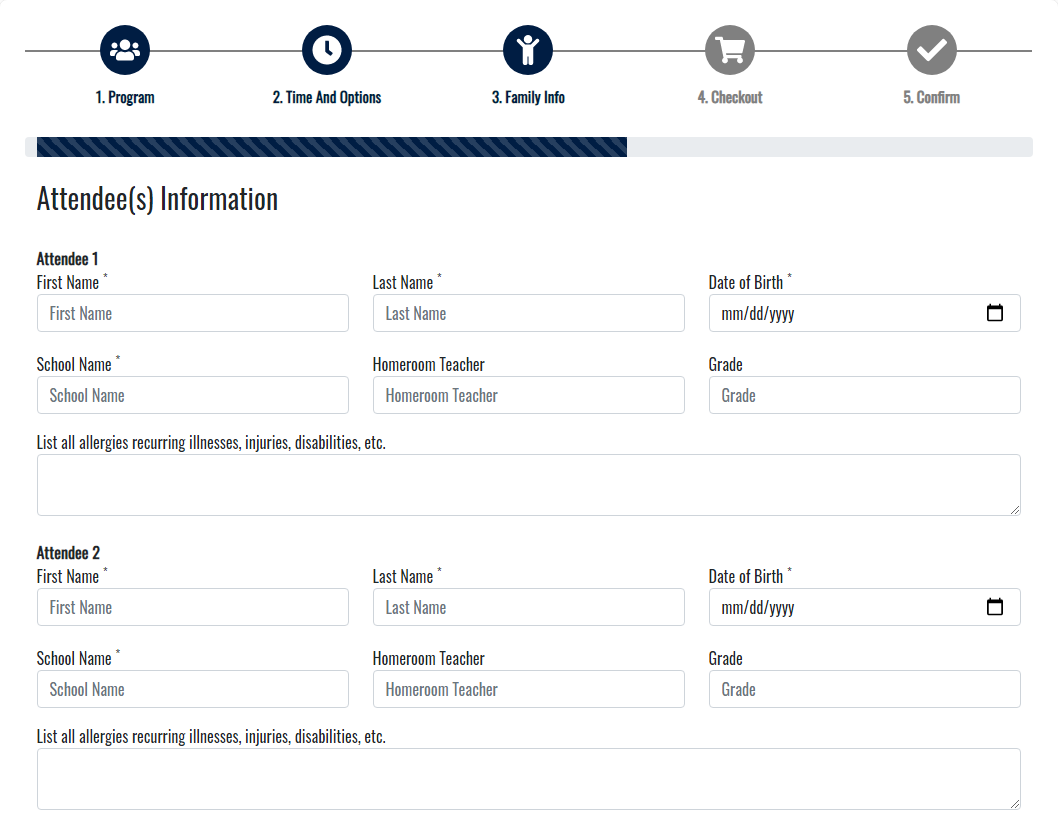 1. Program 2. Time And Options 3. Family Info 4. Checkout 5. Confirm
Attendee(s) Information
Attendee 1
First Name * Last Name * Date of Birth *
First Name Last Name mm/dd/yyyy
School Name * Homeroom Teacher Grade
School Name Homeroom Teacher Grade
List all allergies recurring illnesses, injuries, disabilities, etc.
Attendee 2
First Name * Last Name * Date of Birth *
First Name Last Name mm/dd/yyyy
School Name * Homeroom Teacher Grade
School Name Homeroom Teacher Grade
List all allergies recurring illnesses, injuries, disabilities, etc.